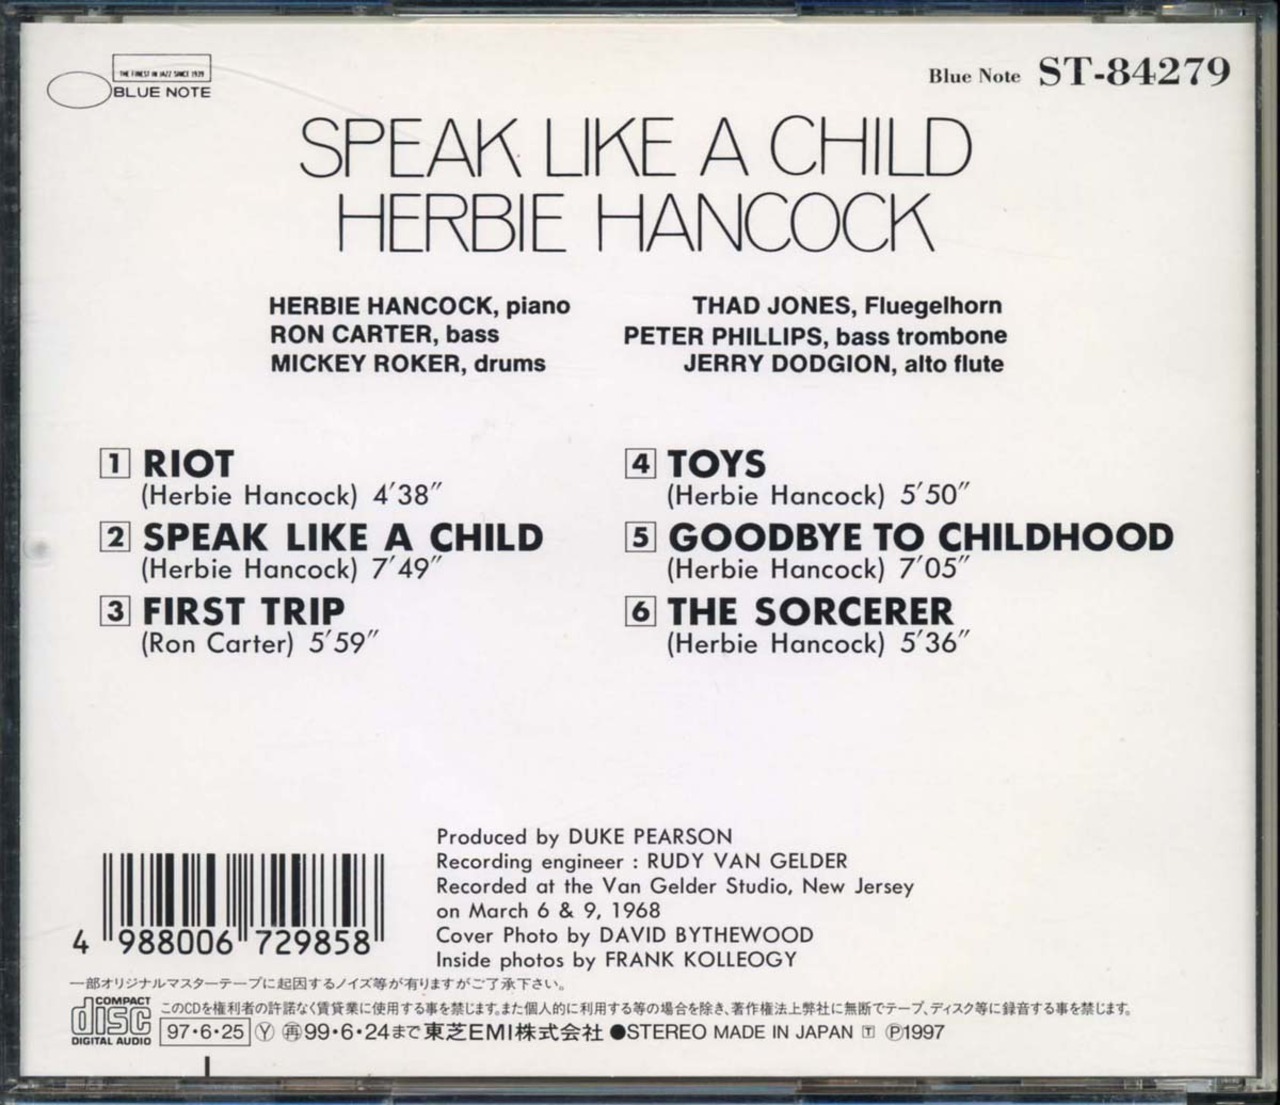 THE FINEST IN JAZZ SINCE 1939
BLUE NOTE
Blue Note ST-84279
SPEAK LIKE A CHILD
HERBIE HANCOCK
HERBIE HANCOCK, piano
RON CARTER, bass
MICKEY ROKER, drums
THAD JONES, Fluegelhorn
PETER PHILLIPS, bass trombone
JERRY DODGION, alto flute
1 RIOT
(Herbie Hancock) 4′38″
2 SPEAK LIKE A CHILD
(Herbie Hancock) 7′49″
3 FIRST TRIP
(Ron Carter) 5′59″
4 TOYS
(Herbie Hancock) 5′50″
5 GOODBYE TO CHILDHOOD
(Herbie Hancock) 7′05″
6 THE SORCERER
(Herbie Hancock) 5′36″
Produced by DUKE PEARSON
Recording engineer : RUDY VAN GELDER
Recorded at the Van Gelder Studio, New Jersey
on March 6 & 9, 1968
Cover Photo by DAVID BYTHEWOOD
Inside photos by FRANK KOLLEOGY
4 988006 729858
一部オリジナルマスターテープに起因するノイズ等が有りますがご了承下さい。
COMPACT
disc
DIGITAL AUDIO
このCDを権利者の許諾なく賃貸業に使用する事を禁じます。また個人的に利用する等の場合を除き、著作権法上弊社に無断でテープ、ディスク等に録音する事を禁じます。
97・6・25 Ⓨ ㊢99・6・24まで 東芝EMI株式会社 ●STEREO MADE IN JAPAN 🅃 Ⓟ1997